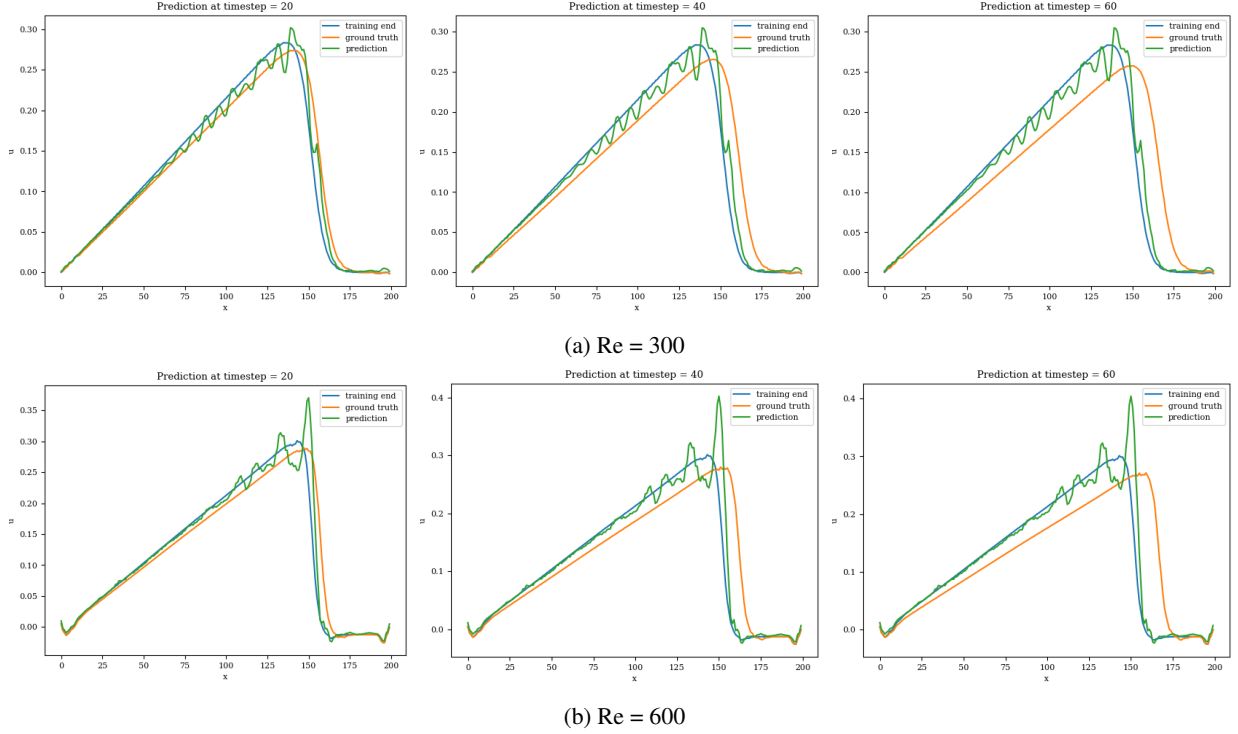 Prediction at timestep = 20
training end
ground truth
prediction
0.30
0.25
0.20
0.15
0.10
0.05
0.00
u
0 25 50 75 100 125 150 175 200
x
Prediction at timestep = 40
training end
ground truth
prediction
0.30
0.25
0.20
0.15
0.10
0.05
0.00
u
0 25 50 75 100 125 150 175 200
x
Prediction at timestep = 60
training end
ground truth
prediction
0.30
0.25
0.20
0.15
0.10
0.05
0.00
u
0 25 50 75 100 125 150 175 200
x
(a) Re = 300
Prediction at timestep = 20
training end
ground truth
prediction
0.35
0.30
0.25
0.20
0.15
0.10
0.05
0.00
u
0 25 50 75 100 125 150 175 200
x
Prediction at timestep = 40
training end
ground truth
prediction
0.4
0.3
0.2
0.1
0.0
u
0 25 50 75 100 125 150 175 200
x
Prediction at timestep = 60
training end
ground truth
prediction
0.4
0.3
0.2
0.1
0.0
u
0 25 50 75 100 125 150 175 200
x
(b) Re = 600